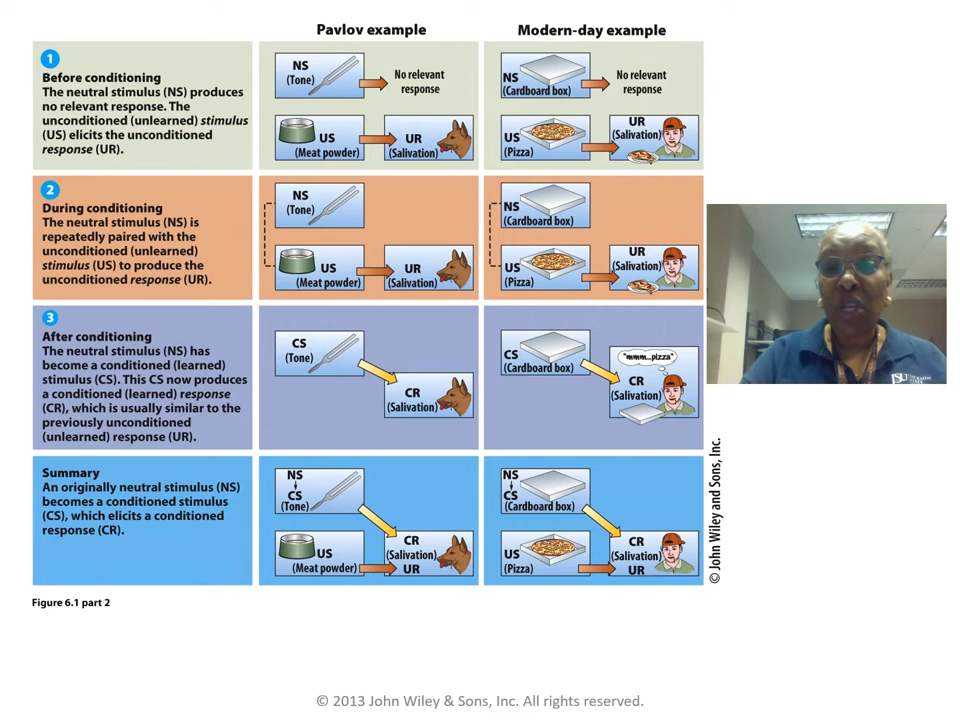 Pavlov example
Modern-day example
1
Before conditioning
The neutral stimulus (NS) produces
no relevant response. The
unconditioned (unlearned) stimulus
(US) elicits the unconditioned
response (UR).
NS
(Tone)
No relevant
response
US
(Meat powder)
UR
(Salivation)
NS
(Cardboard box)
No relevant
response
US
(Pizza)
UR
(Salivation)
2
During conditioning
The neutral stimulus (NS) is
repeatedly paired with the
unconditioned (unlearned)
stimulus (US) to produce the
unconditioned response (UR).
NS
(Tone)
US
(Meat powder)
UR
(Salivation)
NS
(Cardboard box)
US
(Pizza)
UR
(Salivation)
3
After conditioning
The neutral stimulus (NS) has
become a conditioned (learned)
stimulus (CS). This CS now produces
a conditioned (learned) response
(CR), which is usually similar to the
previously unconditioned
(unlearned) response (UR).
CS
(Tone)
CR
(Salivation)
CS
(Cardboard box)
"mmm...pizza"
CR
(Salivation)
Summary
An originally neutral stimulus (NS)
becomes a conditioned stimulus
(CS), which elicits a conditioned
response (CR).
NS
CS
(Tone)
US
(Meat powder)
CR
(Salivation)
UR
NS
CS
(Cardboard box)
US
(Pizza)
CR
(Salivation)
UR
© John Wiley and Sons, Inc.
JSU
Figure 6.1 part 2
© 2013 John Wiley & Sons, Inc. All rights reserved.